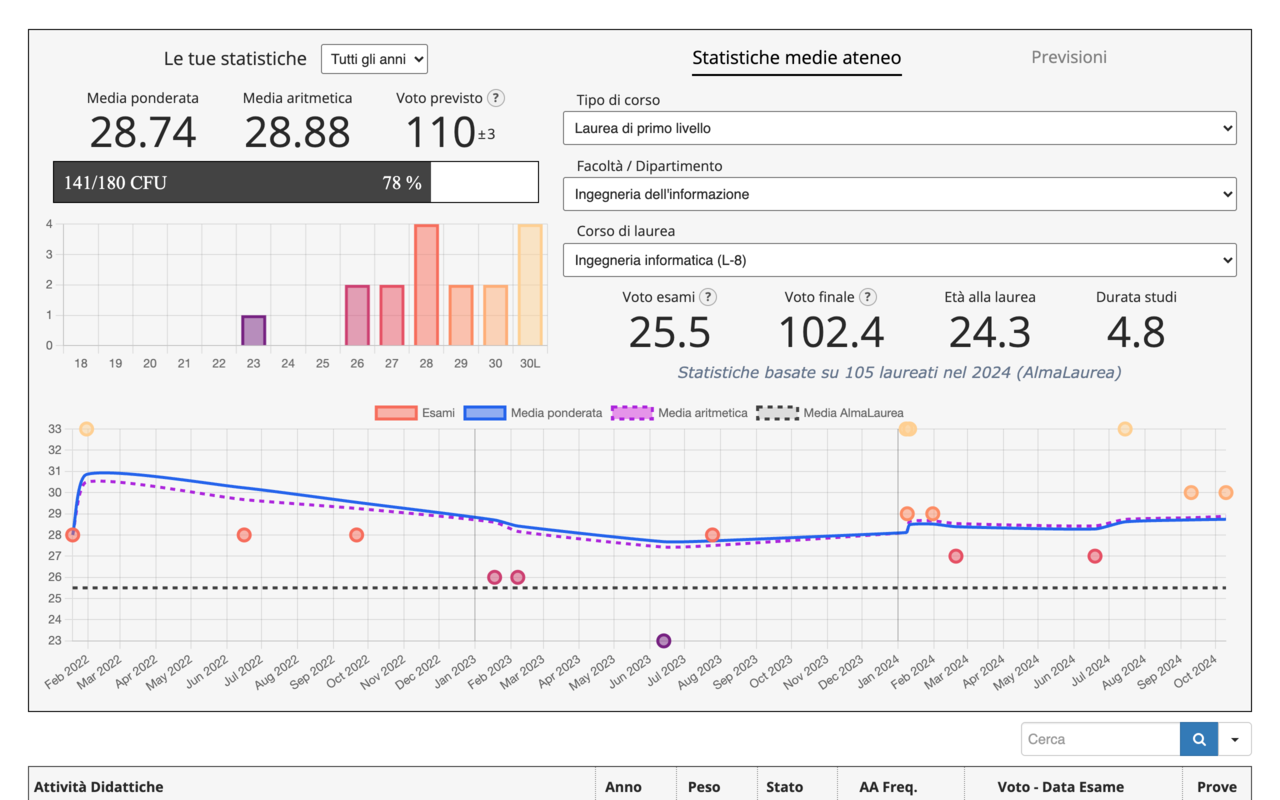 Le tue statistiche Tutti gli anni
Media ponderata Media aritmetica Voto previsto ?
28.74 28.88 110 ±3
141/180 CFU 78 %
4
3
2
1
0
18 19 20 21 22 23 24 25 26 27 28 29 30 30L
Statistiche medie ateneo Previsioni
Tipo di corso
Laurea di primo livello
Facoltà / Dipartimento
Ingegneria dell'informazione
Corso di laurea
Ingegneria informatica (L-8)
Voto esami ? Voto finale ? Età alla laurea Durata studi
25.5 102.4 24.3 4.8
Statistiche basate su 105 laureati nel 2024 (AlmaLaurea)
Esami Media ponderata Media aritmetica Media AlmaLaurea
33
32
31
30
29
28
27
26
25
24
23
Feb 2022 Mar 2022 Apr 2022 May 2022 Jun 2022 Jul 2022 Aug 2022 Sep 2022 Oct 2022 Nov 2022 Dec 2022 Jan 2023 Feb 2023 Mar 2023 Apr 2023 May 2023 Jun 2023 Jul 2023 Aug 2023 Sep 2023 Oct 2023 Nov 2023 Dec 2023 Jan 2024 Feb 2024 Mar 2024 Apr 2024 May 2024 Jun 2024 Jul 2024 Aug 2024 Sep 2024 Oct 2024
Cerca
Attività Didattiche Anno Peso Stato AA Freq. Voto - Data Esame Prove